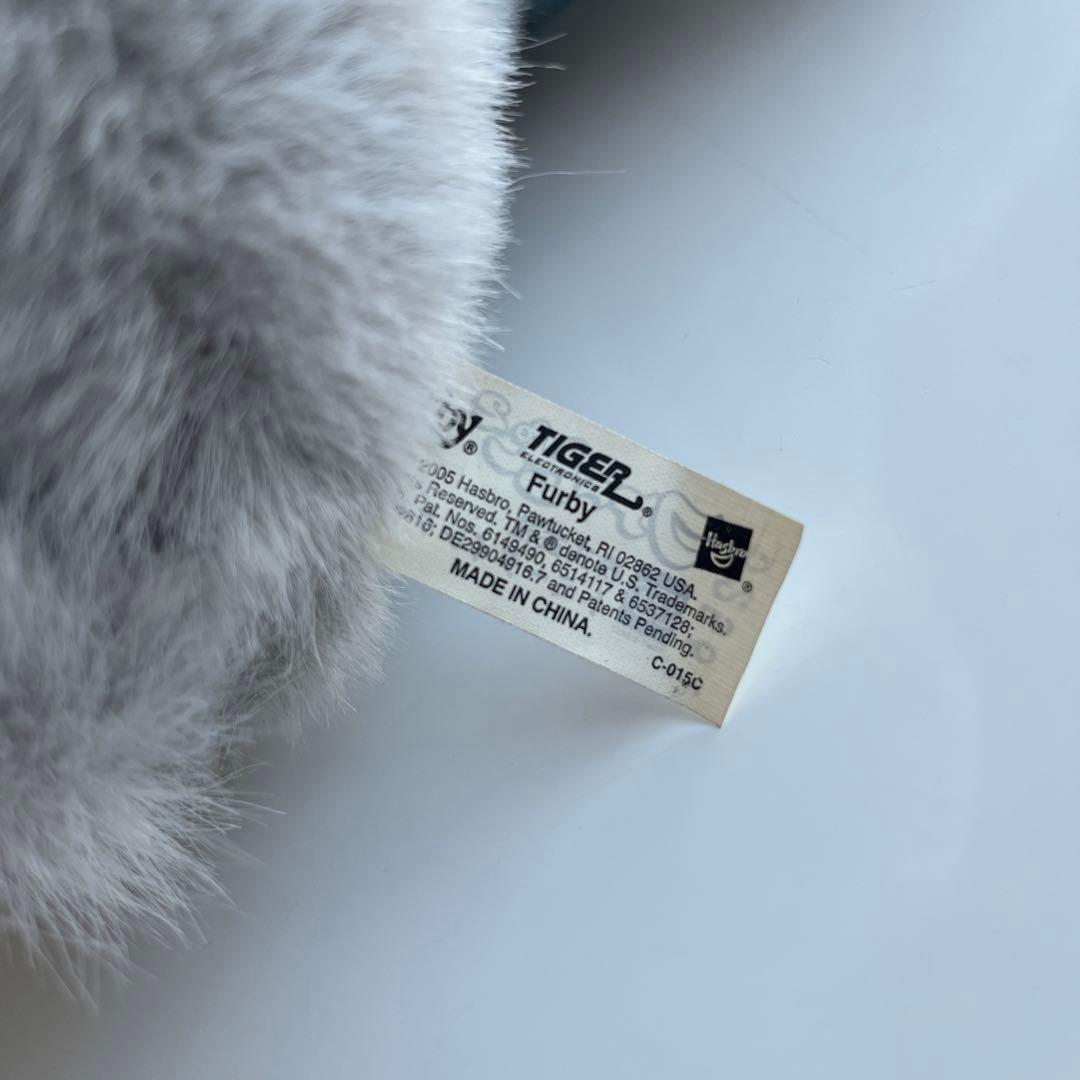 TIGER®
ELECTRONICS
Furby
2005 Hasbro, Pawtucket, RI 02862 USA.
Reserved. TM & ® denote U.S. Trademarks.
Pat. Nos. 6149490, 6514117 & 6537128;
DE29904916.7 and Patents Pending.
MADE IN CHINA.
Hasbro®
C-015C